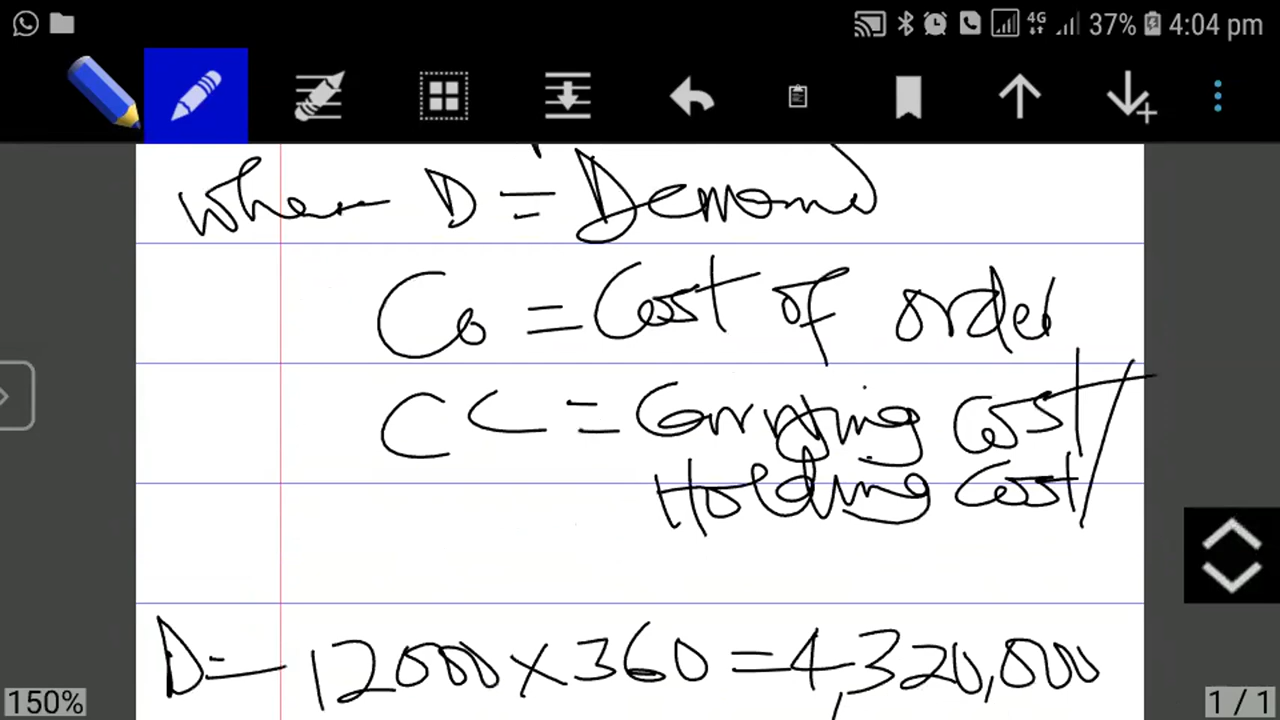 4G 37% 4:04 pm
where D = Demand
Co = Cost of order
CC = Carrying Cost/
Holding Cost
D = 12000 x 360 = 4,320,000
150% 1/1